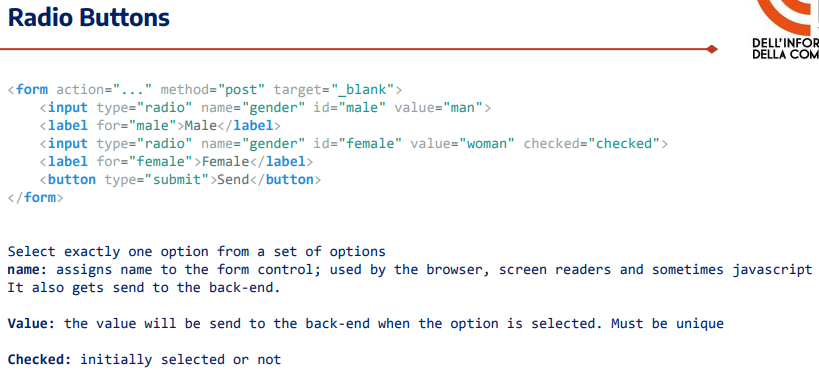 Radio Buttons
DELL'INFOR
DELLA COM
<form action="..." method="post" target="_blank">
    <input type="radio" name="gender" id="male" value="man">
    <label for="male">Male</label>
    <input type="radio" name="gender" id="female" value="woman" checked="checked">
    <label for="female">Female</label>
    <button type="submit">Send</button>
</form>
Select exactly one option from a set of options
name: assigns name to the form control; used by the browser, screen readers and sometimes javascript
It also gets send to the back-end.
Value: the value will be send to the back-end when the option is selected. Must be unique
Checked: initially selected or not